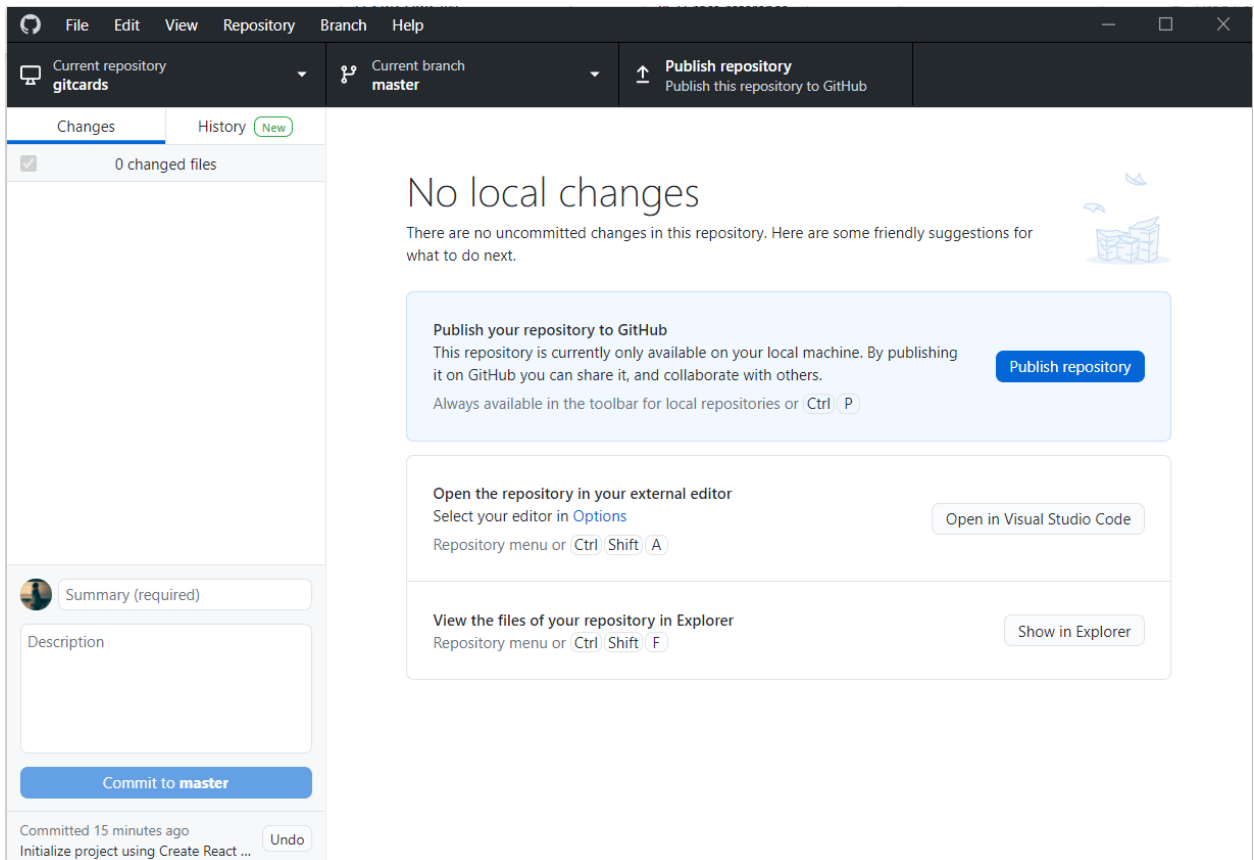 File Edit View Repository Branch Help
Current repository
gitcards
Current branch
master
Publish repository
Publish this repository to GitHub
Changes
History New
0 changed files
No local changes
There are no uncommitted changes in this repository. Here are some friendly suggestions for
what to do next.
Publish your repository to GitHub
This repository is currently only available on your local machine. By publishing
it on GitHub you can share it, and collaborate with others.
Always available in the toolbar for local repositories or Ctrl P
Publish repository
Open the repository in your external editor
Select your editor in Options
Repository menu or Ctrl Shift A
Open in Visual Studio Code
View the files of your repository in Explorer
Repository menu or Ctrl Shift F
Show in Explorer
Summary (required)
Description
Commit to master
Committed 15 minutes ago
Initialize project using Create React ...
Undo